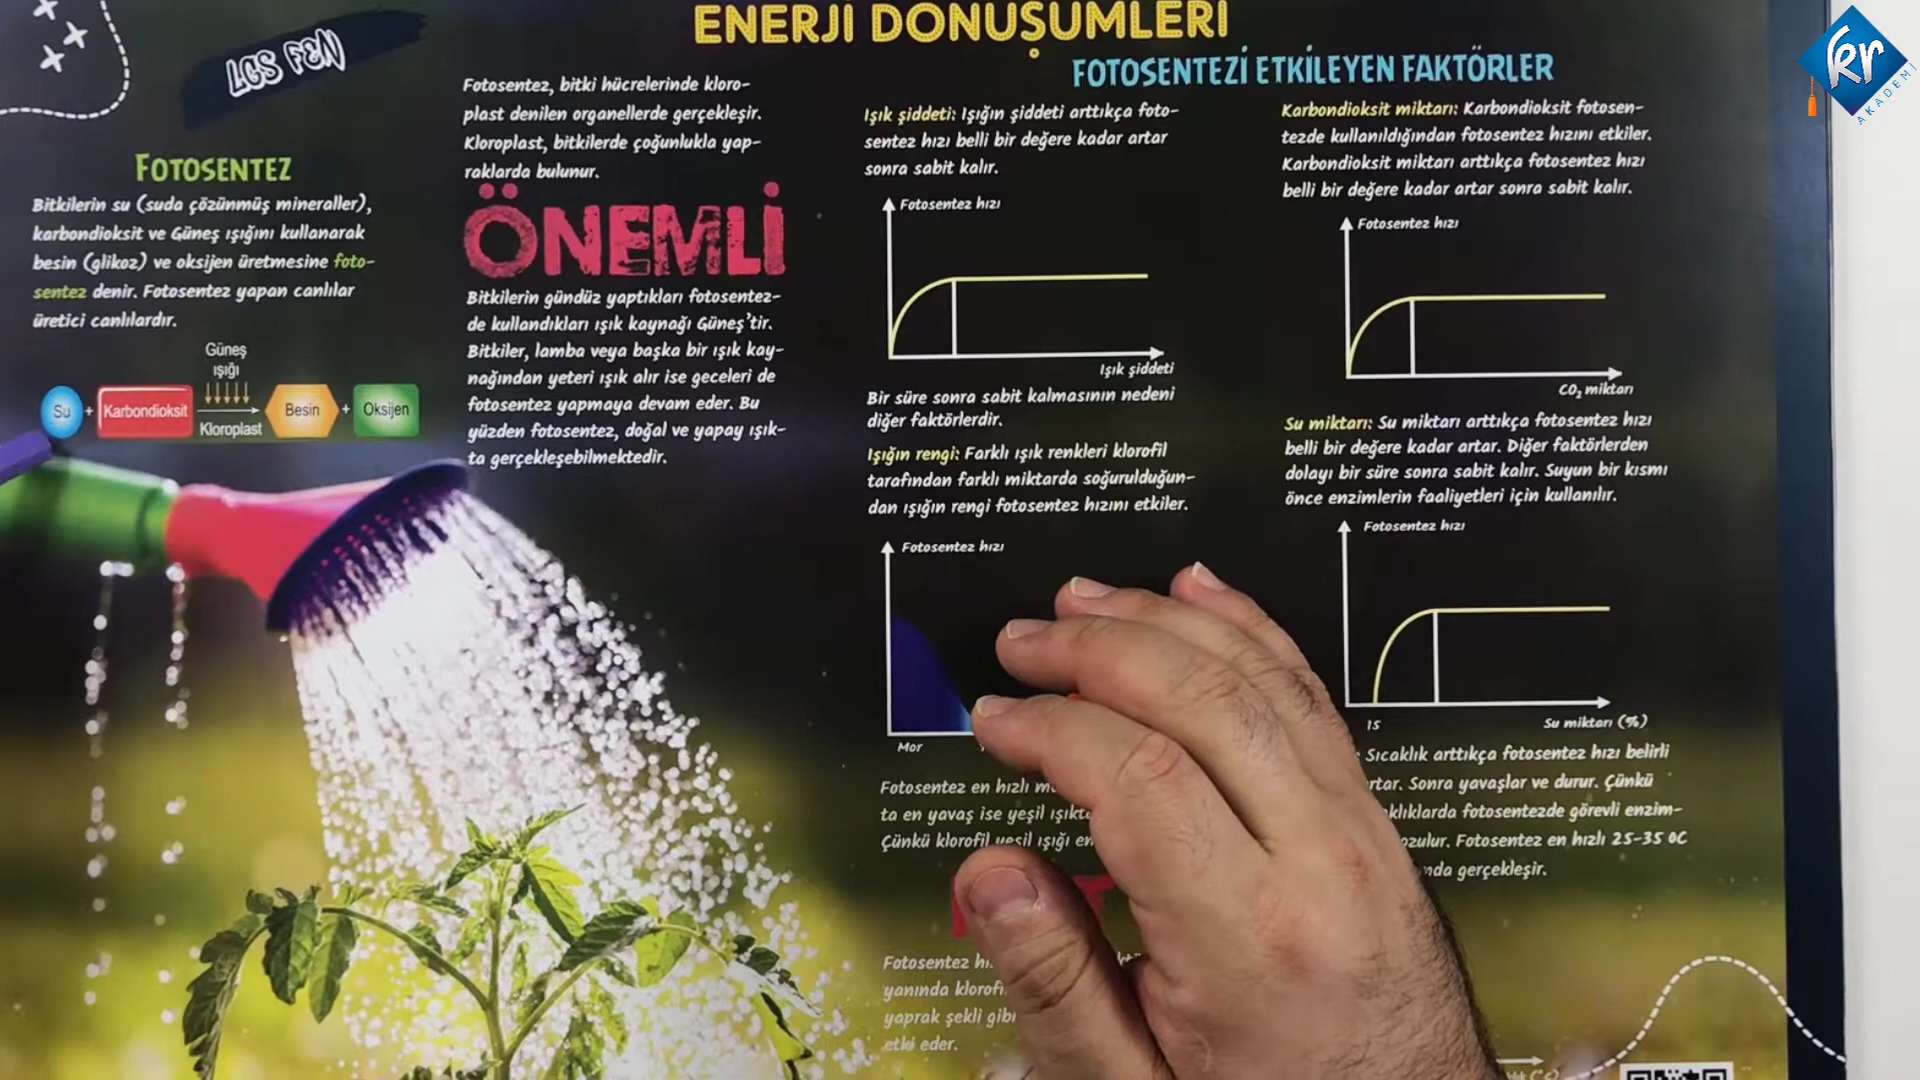 ENERJİ DÖNÜŞÜMLERİ
LGS FEN
FOTOSENTEZ
Bitkilerin su (suda çözünmüş mineraller),
karbondioksit ve Güneş ışığını kullanarak
besin (glikoz) ve oksijen üretmesine foto-
sentez denir. Fotosentez yapan canlılar
üretici canlılardır.
Güneş
ışığı
Su + Karbondioksit Besin + Oksijen
Kloroplast
Fotosentez, bitki hücrelerinde kloro-
plast denilen organellerde gerçekleşir.
Kloroplast, bitkilerde çoğunlukla yap-
raklarda bulunur.
ÖNEMLİ
Bitkilerin gündüz yaptıkları fotosentez-
de kullandıkları ışık kaynağı Güneş'tir.
Bitkiler, lamba veya başka bir ışık kay-
nağından yeteri ışık alır ise geceleri de
fotosentez yapmaya devam eder. Bu
yüzden fotosentez, doğal ve yapay ışık-
ta gerçekleşebilmektedir.
FOTOSENTEZİ ETKİLEYEN FAKTÖRLER
Işık şiddeti: Işığın şiddeti arttıkça foto-
sentez hızı belli bir değere kadar artar
sonra sabit kalır.
Fotosentez hızı
Işık şiddeti
Bir süre sonra sabit kalmasının nedeni
diğer faktörlerdir.
Işığın rengi: Farklı ışık renkleri klorofil
tarafından farklı miktarda soğurulduğun-
dan ışığın rengi fotosentez hızını etkiler.
Fotosentez hızı
Mor
Fotosentez en hızlı
ta en yavaş ise yeşil
Çünkü klorofil yeşil ışığı en
Fotosentez
yanında
yaprak şekli
etki eder.
Karbondioksit miktarı: Karbondioksit fotosen-
tezde kullanıldığından fotosentez hızını etkiler.
Karbondioksit miktarı arttıkça fotosentez hızı
belli bir değere kadar artar sonra sabit kalır.
Fotosentez hızı
CO₂ miktarı
Su miktarı: Su miktarı arttıkça fotosentez hızı
belli bir değere kadar artar. Diğer faktörlerden
dolayı bir süre sonra sabit kalır. Suyun bir kısmı
önce enzimlerin faaliyetleri için kullanılır.
Fotosentez hızı
15 Su miktarı (%)
: Sıcaklık arttıkça fotosentez hızı belirli
Sonra yavaşlar ve durur. Çünkü
fotosentezde görevli enzim-
Fotosentez en hızlı 25-35 0C
gerçekleşir.
kr
AKADEMİ